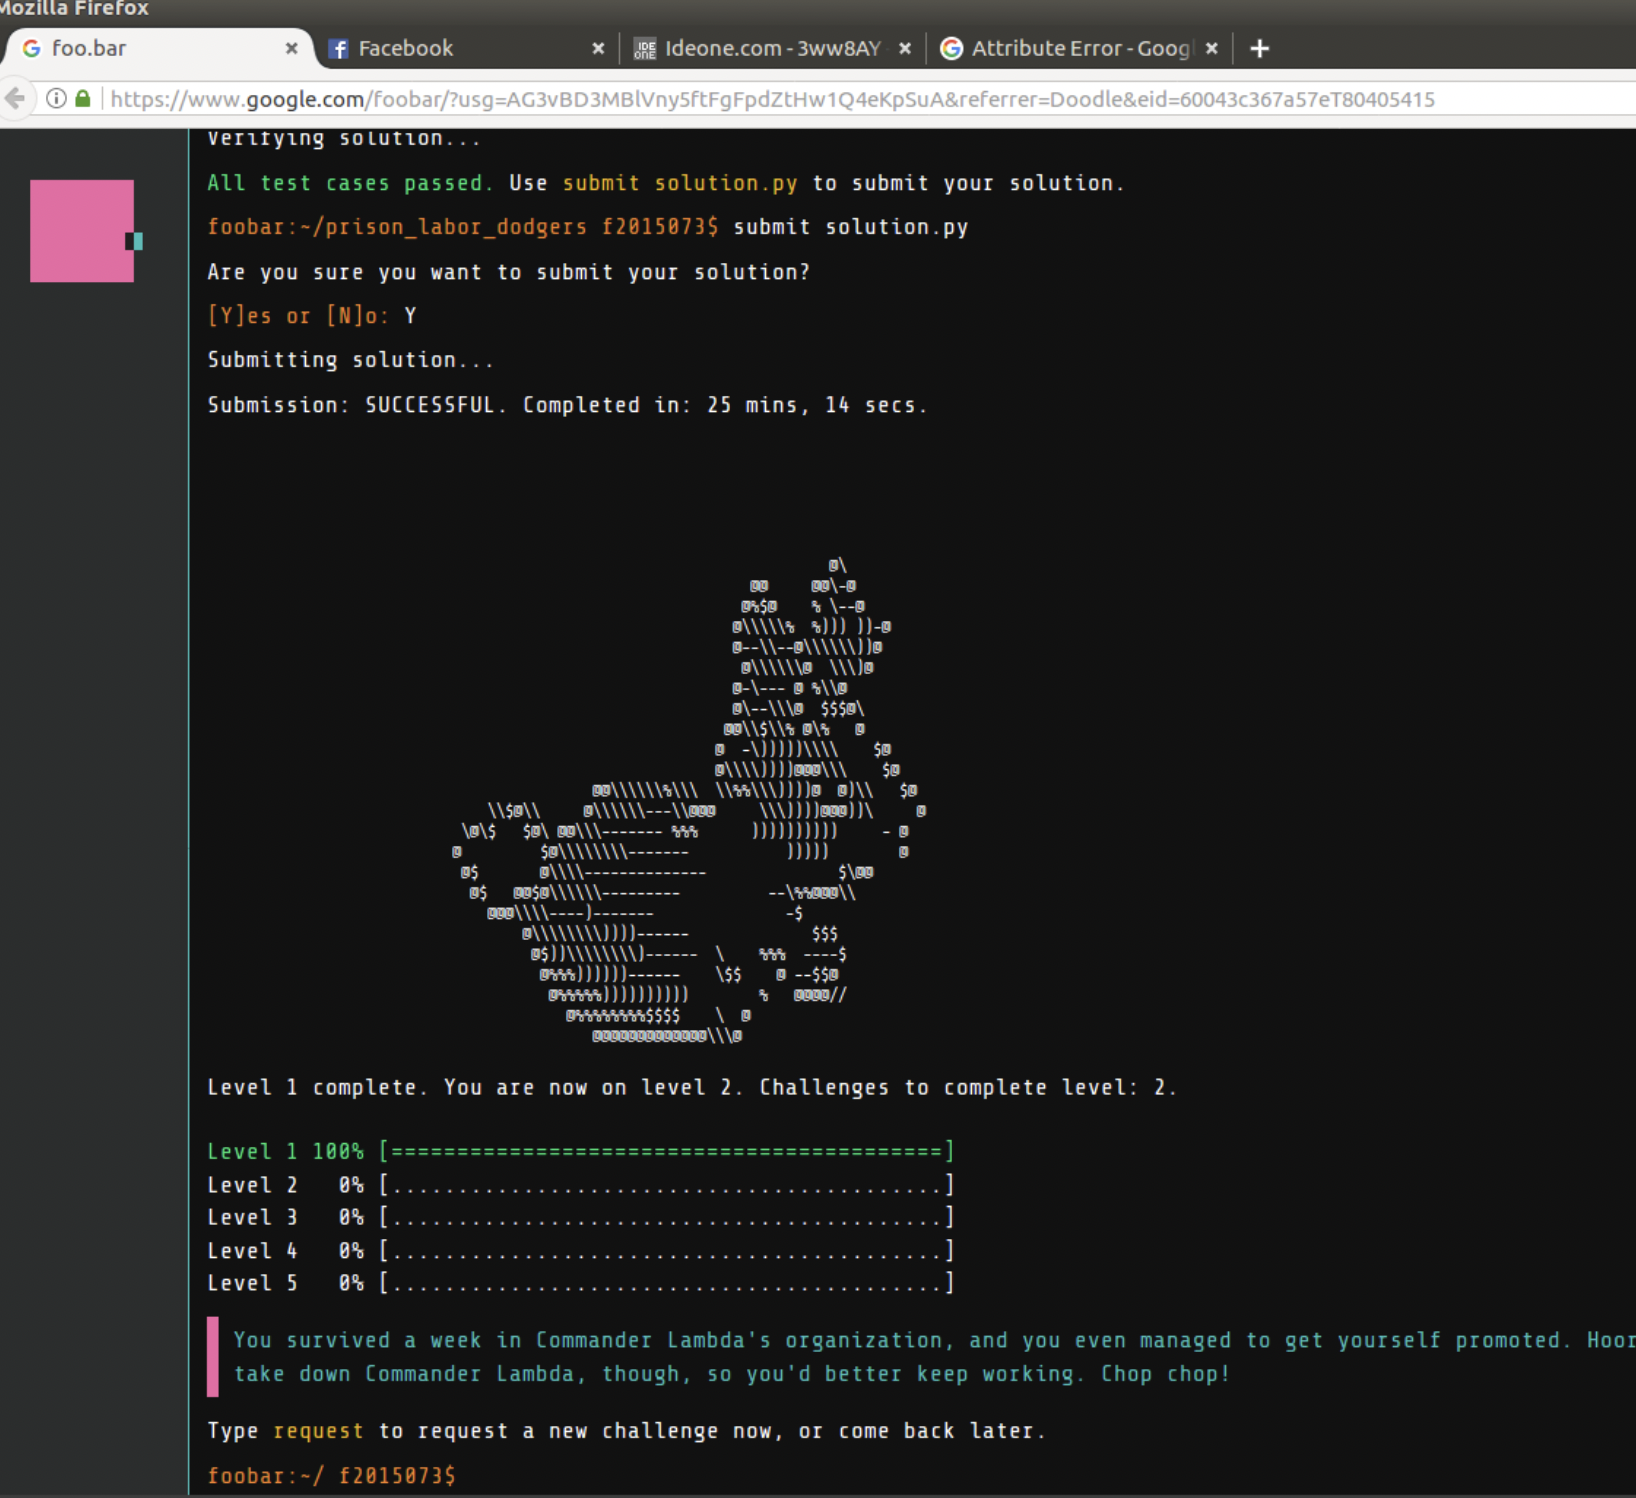 Mozilla Firefox
foo.bar
Facebook
Ideone.com - 3ww8AY
Attribute Error - Goog
https://www.google.com/foobar/?usg=AG3vBD3MBlVny5ftFgFpdZtHw1Q4eKpSuA&referrer=Doodle&eid=60043c367a57eT80405415
Verifying solution...
All test cases passed. Use submit solution.py to submit your solution.
foobar:~/prison_labor_dodgers f2015073$ submit solution.py
Are you sure you want to submit your solution?
[Y]es or [N]o: Y
Submitting solution...
Submission: SUCCESSFUL. Completed in: 25 mins, 14 secs.
Level 1 complete. You are now on level 2. Challenges to complete level: 2.
Level 1 100% [==========================================]
Level 2 0% [..........................................]
Level 3 0% [..........................................]
Level 4 0% [..........................................]
Level 5 0% [..........................................]
You survived a week in Commander Lambda's organization, and you even managed to get yourself promoted. Hoor
take down Commander Lambda, though, so you'd better keep working. Chop chop!
Type request to request a new challenge now, or come back later.
foobar:~/ f2015073$